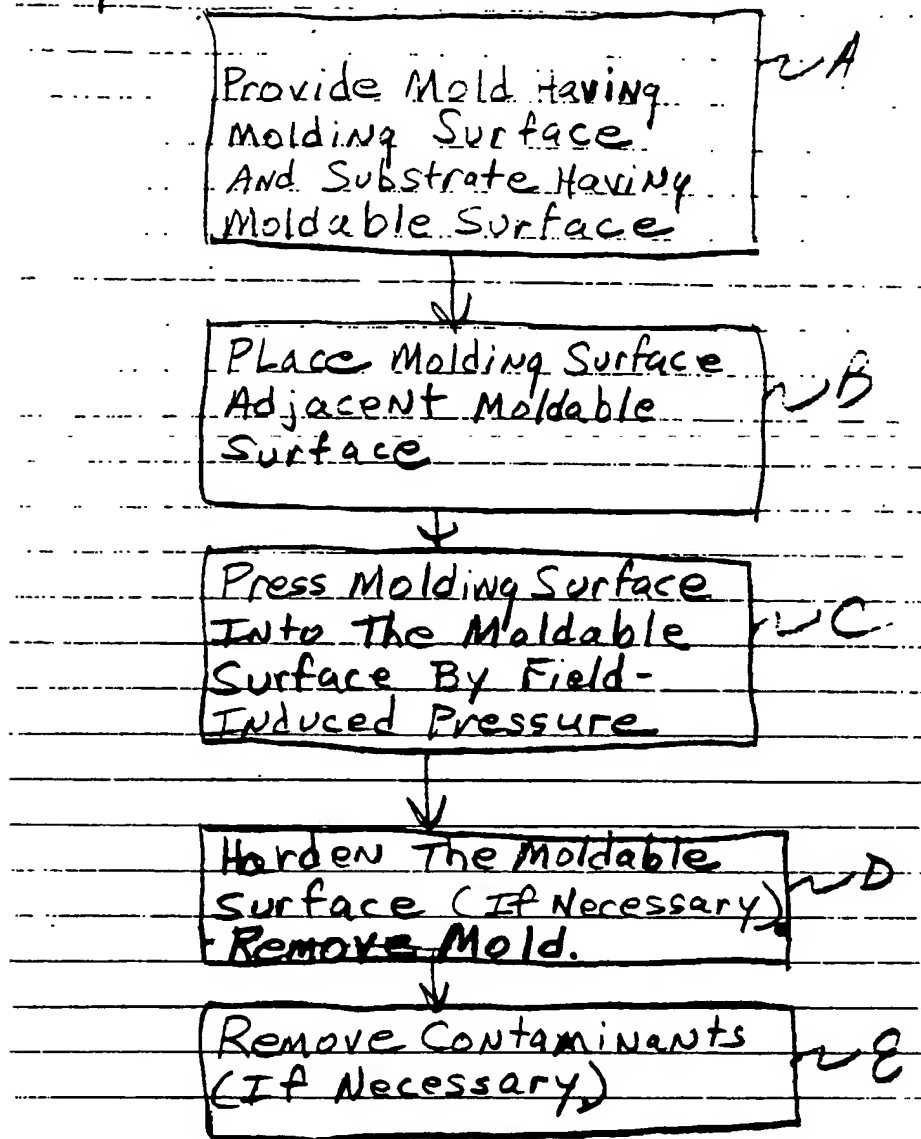 Provide Mold Having
Molding Surface
And Substrate Having
Moldable Surface
A
Place Molding Surface
Adjacent Moldable
Surface
B
Press Molding Surface
Into The Moldable
Surface By Field-
Induced Pressure
C
Harden The Moldable
Surface (If Necessary).
Remove Mold.
D
Remove Contaminants
(If Necessary)
E